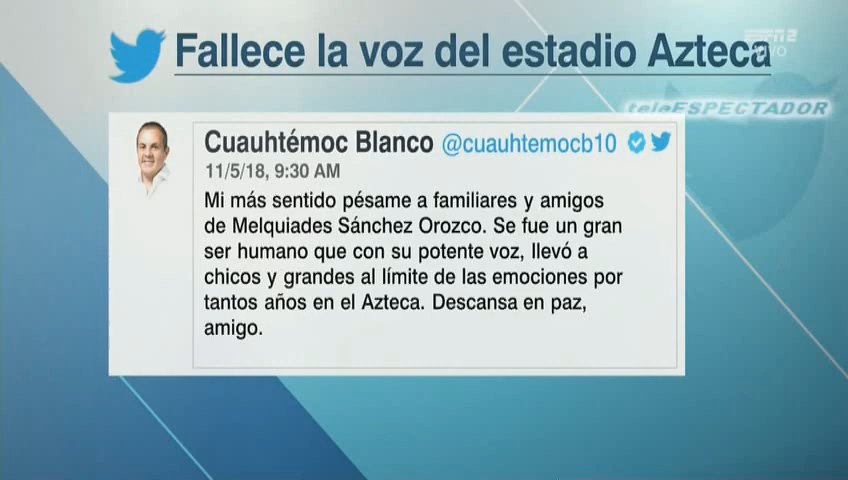 Fallece la voz del estadio Azteca
ESPN 2
VIVO
teleESPECTADOR
Cuauhtémoc Blanco @cuauhtemocb10
11/5/18, 9:30 AM
Mi más sentido pésame a familiares y amigos
de Melquiades Sánchez Orozco. Se fue un gran
ser humano que con su potente voz, llevó a
chicos y grandes al límite de las emociones por
tantos años en el Azteca. Descansa en paz,
amigo.